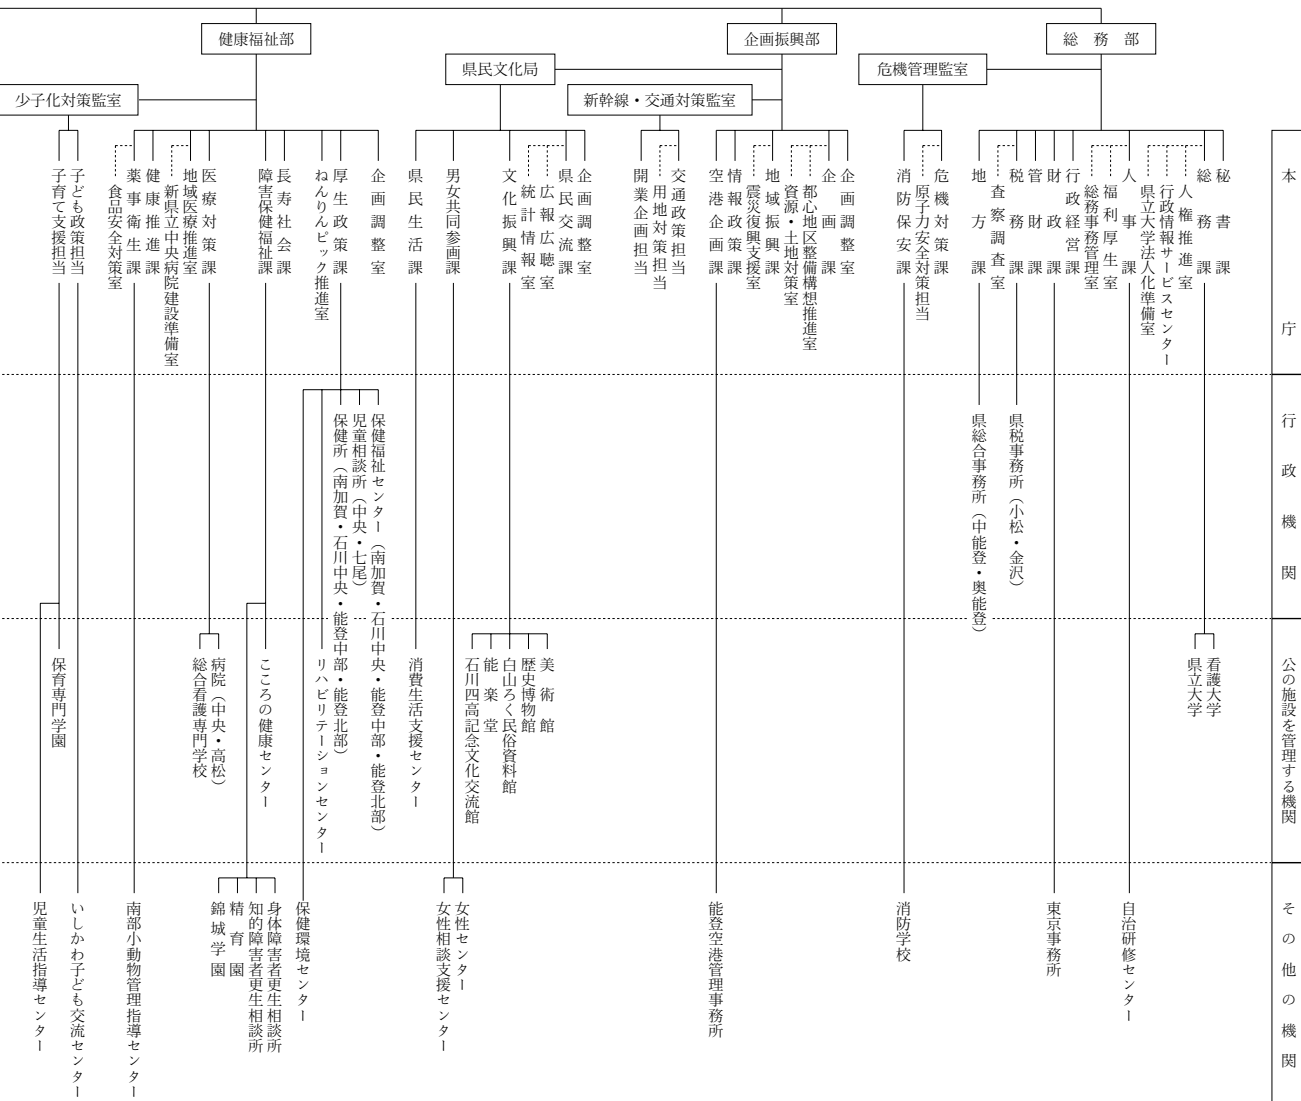 総務部
企画振興部
健康福祉部
危機管理監室
県民文化局
新幹線・交通対策監室
少子化対策監室
本庁
秘書課
総務課
人権推進室
行政情報サービスセンター
県立大学法人化準備室
人事課
福利厚生室
総務事務管理室
行政経営課
財政課
管財課
税務課
査察調査室
地方課
危機対策課
原子力安全対策担当
消防保安課
企画調整室
企画課
都心地区整備構想推進室
資源・土地対策室
地域振興課
震災復興支援室
情報政策課
空港企画課
交通政策担当
用地対策担当
開業企画担当
企画調整室
県民交流課
広報広聴室
統計情報室
文化振興課
男女共同参画課
県民生活課
企画調整室
厚生政策課
ねんりんピック推進室
長寿社会課
障害保健福祉課
医療対策課
地域医療推進室
新県立中央病院建設準備室
健康推進課
薬事衛生課
食品安全対策室
子ども政策担当
子育て支援担当
行政機関
県税事務所（小松・金沢）
県総合事務所（中能登・奥能登）
保健福祉センター（南加賀・石川中央・能登中部・能登北部）
児童相談所（中央・七尾）
保健所（南加賀・石川中央・能登中部・能登北部）
公の施設を管理する機関
看護大学
県立大学
美術館
歴史博物館
白山ろく民俗資料館
能楽堂
石川四高記念文化交流館
消費生活支援センター
リハビリテーションセンター
こころの健康センター
病院（中央・高松）
総合看護専門学校
保育専門学園
その他の機関
自治研修センター
東京事務所
消防学校
能登空港管理事務所
女性センター
女性相談支援センター
保健環境センター
身体障害者更生相談所
知的障害者更生相談所
精育園
錦城学園
南部小動物管理指導センター
いしかわ子ども交流センター
児童生活指導センター